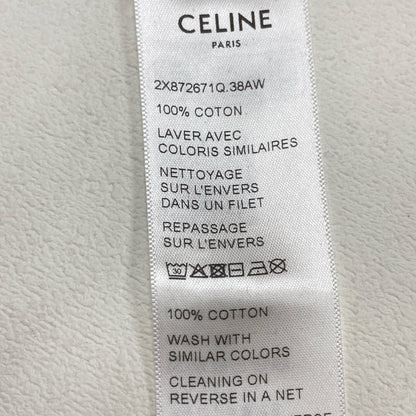 CELINE
PARIS
2X872671Q.38AW
100% COTON
LAVER AVEC
COLORIS SIMILAIRES
NETTOYAGE
SUR L'ENVERS
DANS UN FILET
REPASSAGE
SUR L'ENVERS
30
100% COTTON
WASH WITH
SIMILAR COLORS
CLEANING ON
REVERSE IN A NET